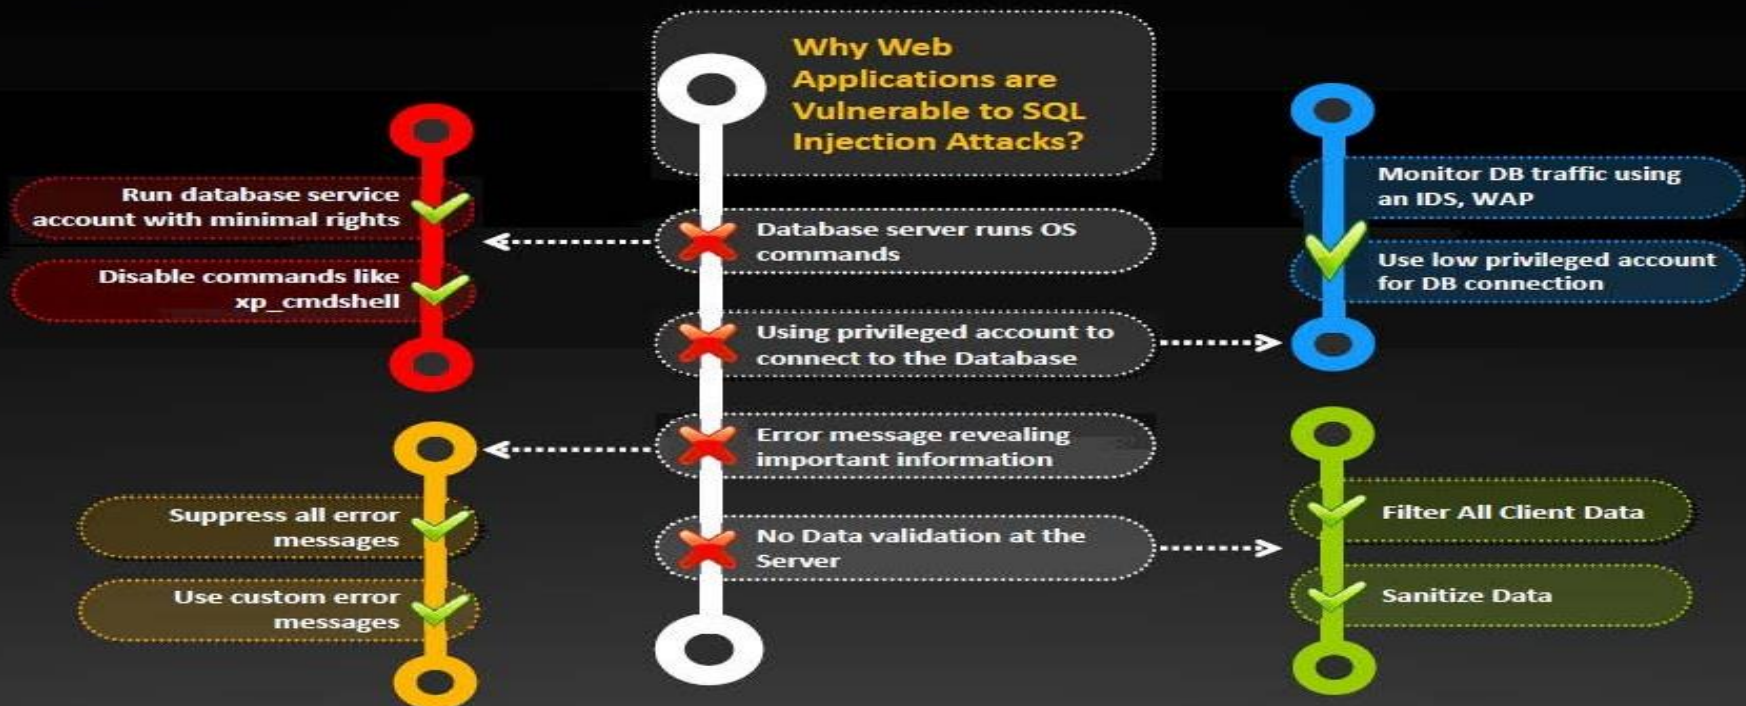 Why Web
Applications are
Vulnerable to SQL
Injection Attacks?
Run database service
account with minimal rights
Disable commands like
xp_cmdshell
Database server runs OS
commands
Using privileged account to
connect to the Database
Error message revealing
important information
No Data validation at the
Server
Monitor DB traffic using
an IDS, WAP
Use low privileged account
for DB connection
Suppress all error
messages
Use custom error
messages
Filter All Client Data
Sanitize Data